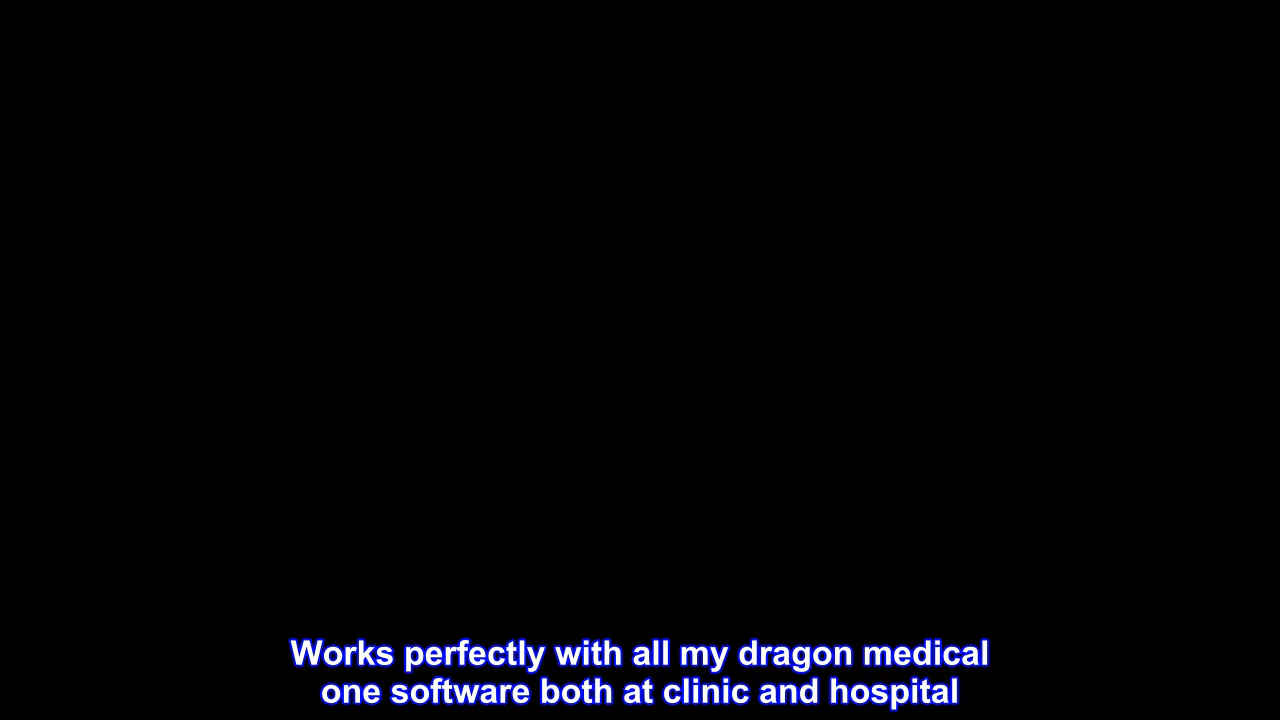 Works perfectly with all my dragon medical
one software both at clinic and hospital